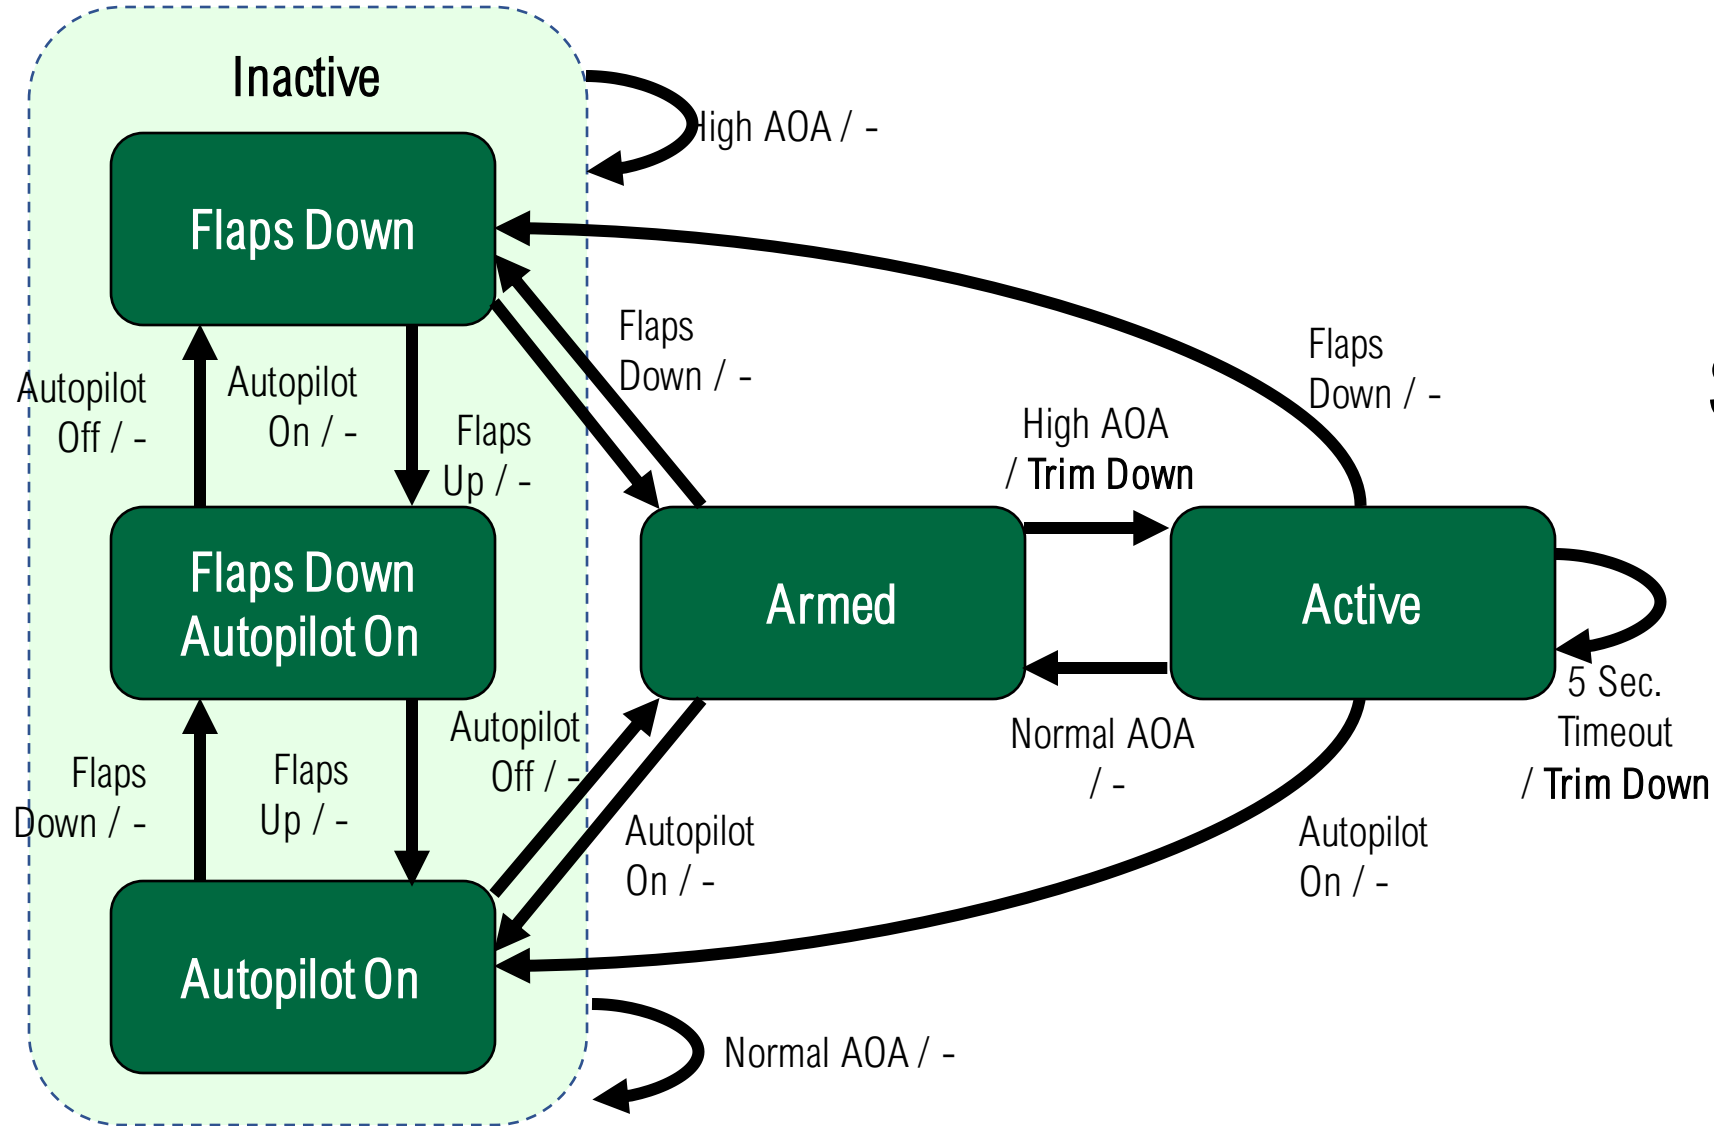 Inactive
High AOA / -
Flaps Down
Flaps
Down / -
Flaps
Down / -
Autopilot
Off / -
Autopilot
On / -
Flaps
Up / -
High AOA
/ Trim Down
Flaps Down
Autopilot On
Armed
Active
5 Sec.
Timeout
/ Trim Down
Normal AOA
/ -
Autopilot
Off / -
Flaps
Down / -
Flaps
Up / -
Autopilot
On / -
Autopilot
On / -
Autopilot On
Normal AOA / -